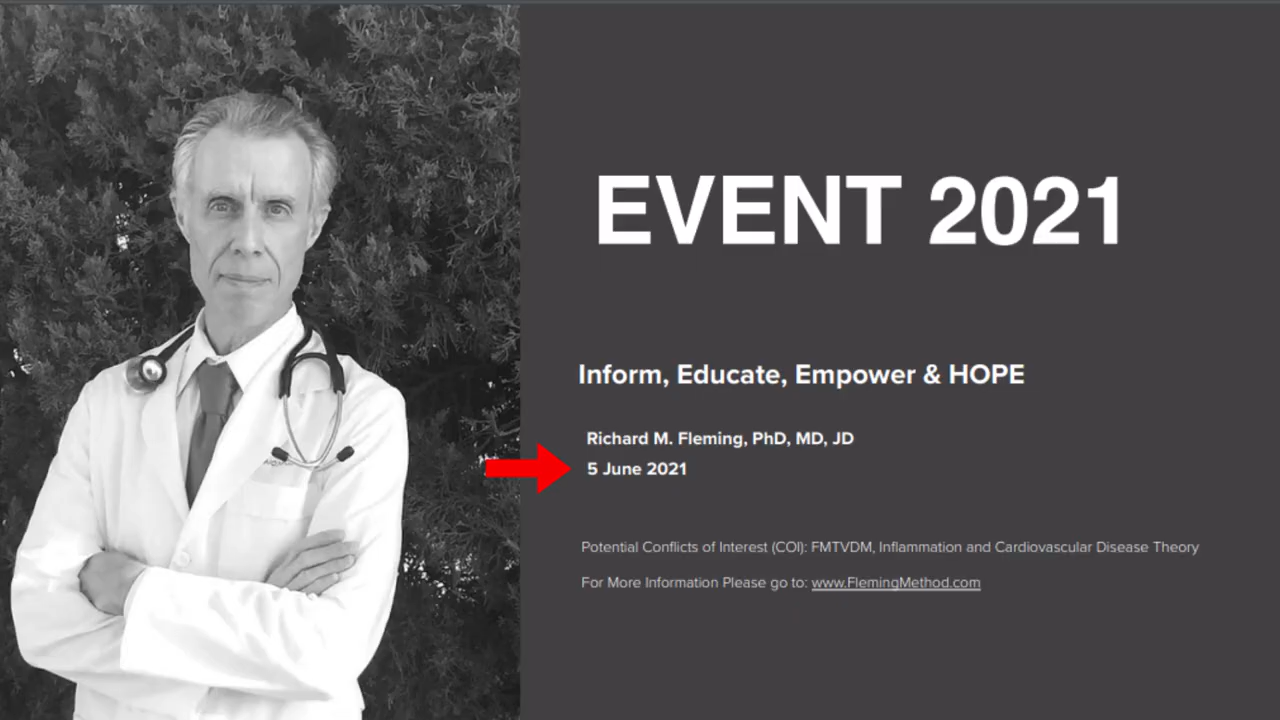 EVENT 2021
Inform, Educate, Empower & HOPE
Richard M. Fleming, PhD, MD, JD
5 June 2021
Potential Conflicts of Interest (COI): FMTVDM, Inflammation and Cardiovascular Disease Theory
For More Information Please go to: www.FlemingMethod.com